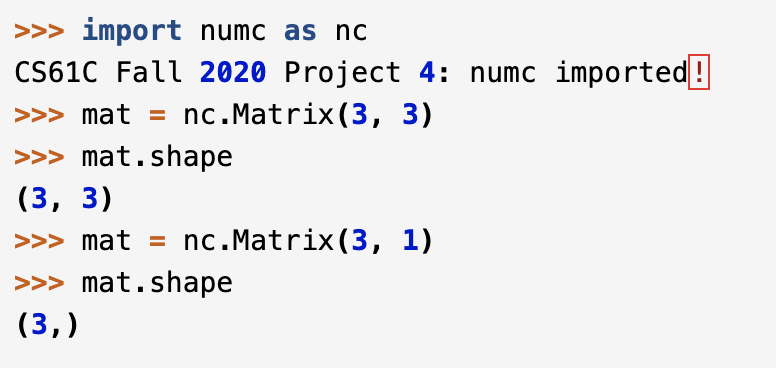 >>> import numc as nc
CS61C Fall 2020 Project 4: numc imported!
>>> mat = nc.Matrix(3, 3)
>>> mat.shape
(3, 3)
>>> mat = nc.Matrix(3, 1)
>>> mat.shape
(3,)